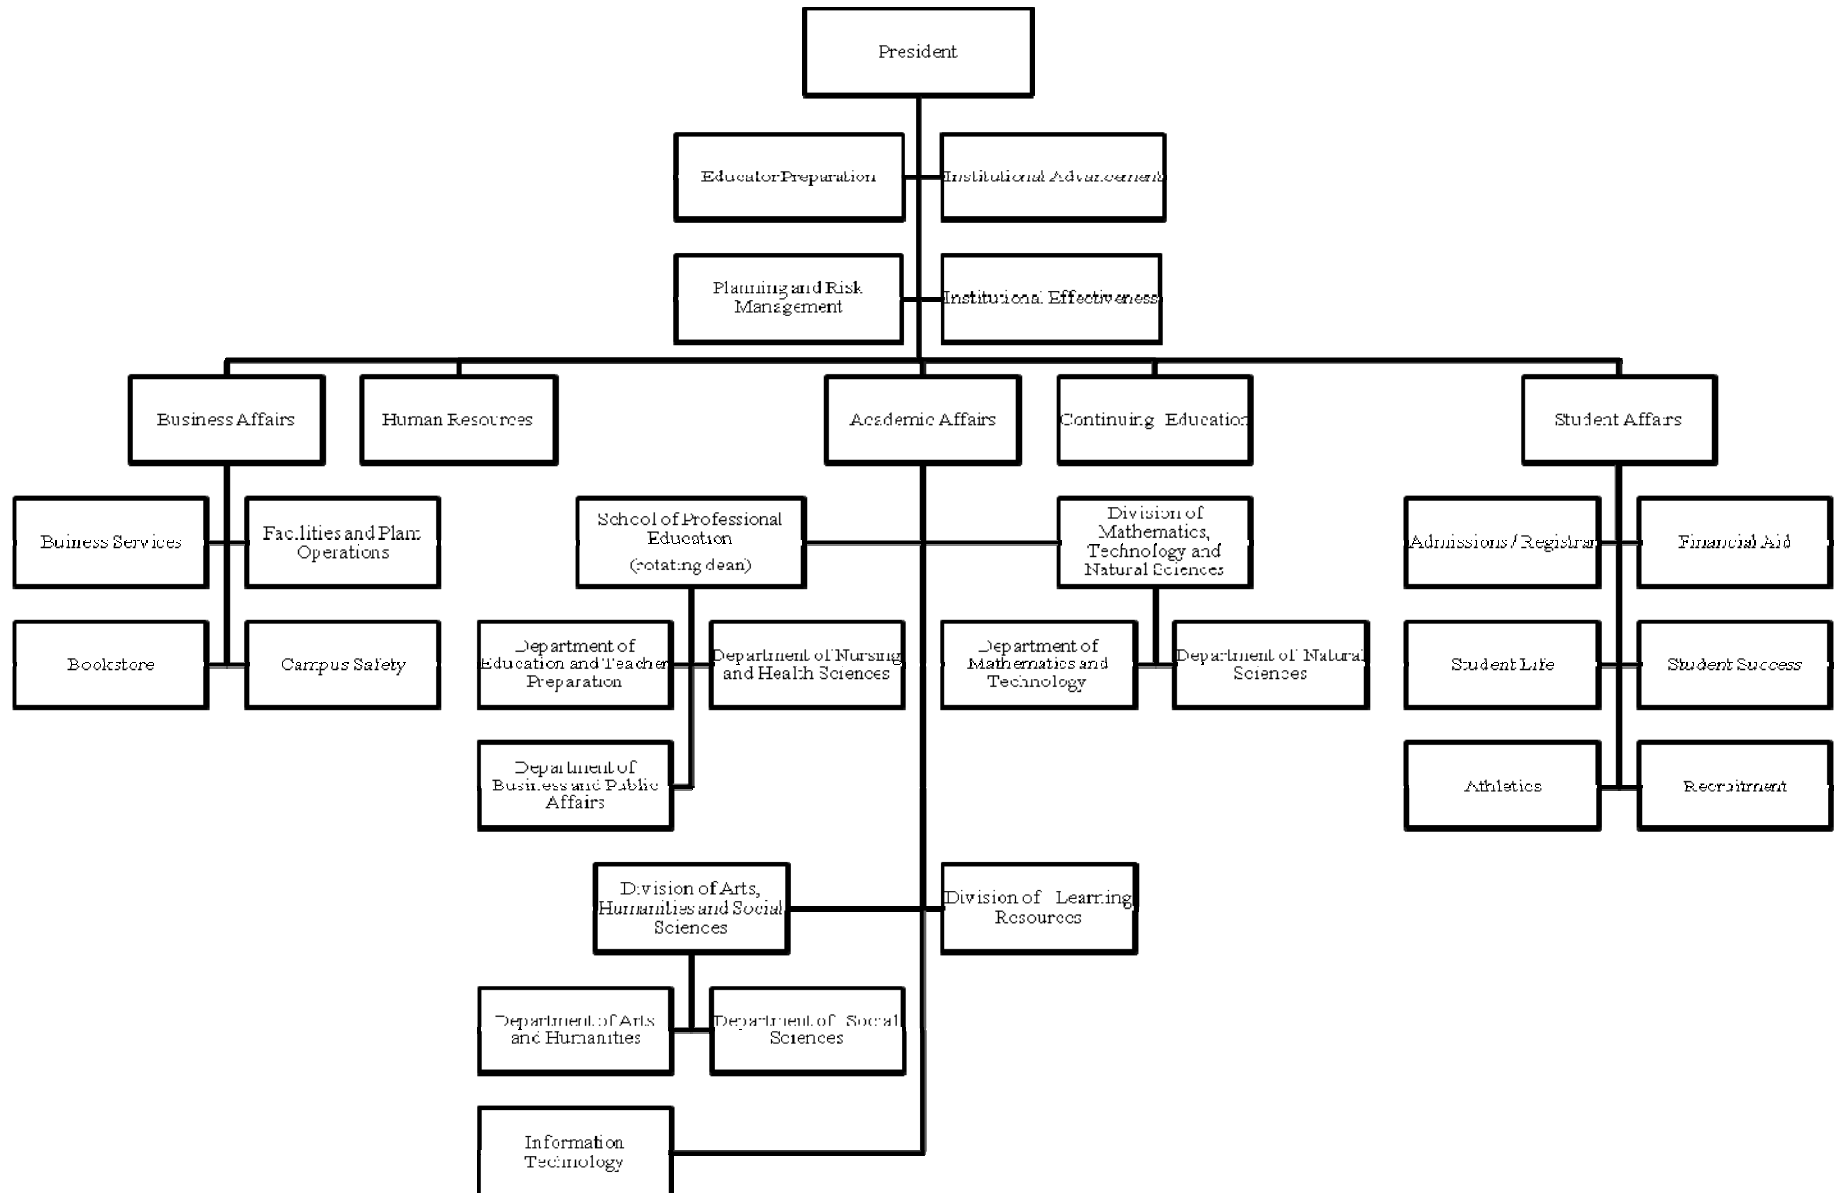 President
Educator Preparation
Institutional Advancement
Planning and Risk
Management
Institutional Effectiveness
Business Affairs
Human Resources
Academic Affairs
Continuing Education
Student Affairs
Buiness Services
Facilities and Plant
Operations
School of Professional
Education
(rotating dean)
Division of
Mathematics,
Technology and
Natural Sciences
Admissions / Registrar
Financial Aid
Bookstore
Campus Safety
Department of
Education and Teacher
Preparation
Department of Nursing
and Health Sciences
Department of
Mathematics and
Technology
Department of Natural
Sciences
Student Life
Student Success
Department of
Business and Public
Affairs
Athletics
Recruitment
Division of Arts,
Humanities and Social
Sciences
Division of Learning
Resources
Department of Arts
and Humanities
Department of Social
Sciences
Information
Technology